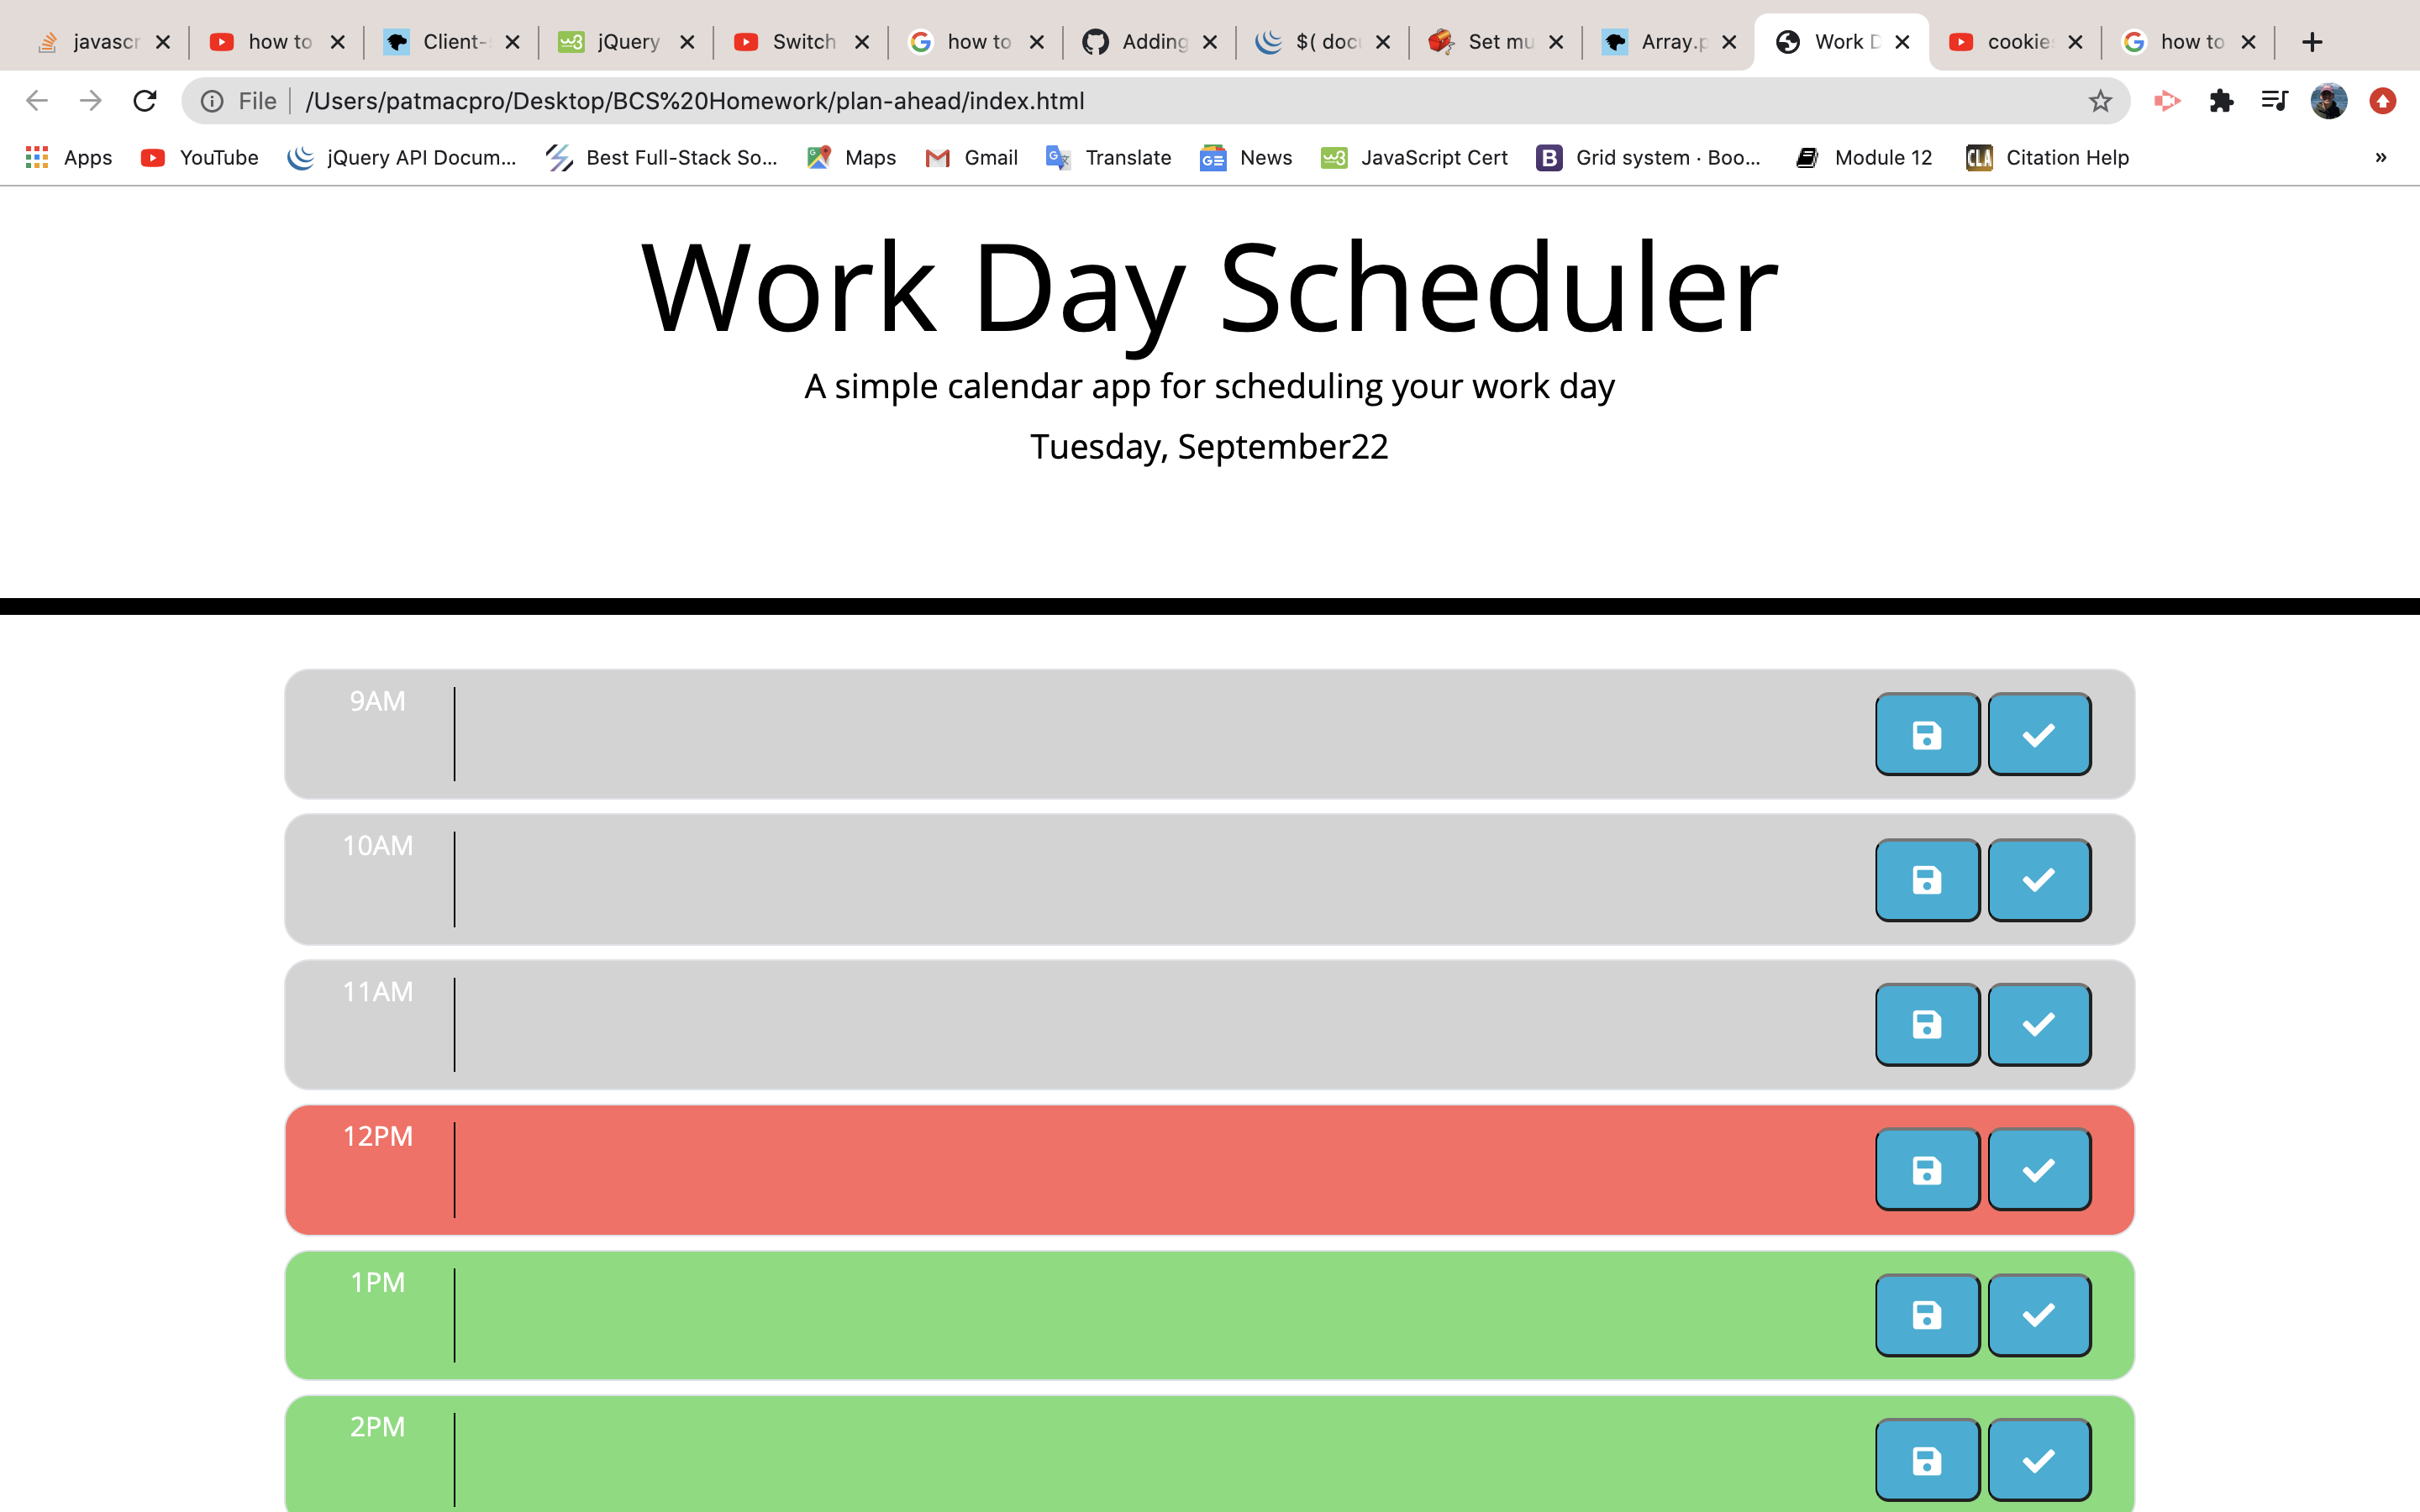 javascr
how to
Client-
jQuery
Switch
how to
Adding
$( doc
Set mu
Array.p
Work D
cookie
how to
File /Users/patmacpro/Desktop/BCS%20Homework/plan-ahead/index.html
Apps YouTube jQuery API Docum... Best Full-Stack So... Maps Gmail Translate News JavaScript Cert Grid system · Boo... Module 12 Citation Help »
Work Day Scheduler
A simple calendar app for scheduling your work day
Tuesday, September22
9AM
10AM
11AM
12PM
1PM
2PM